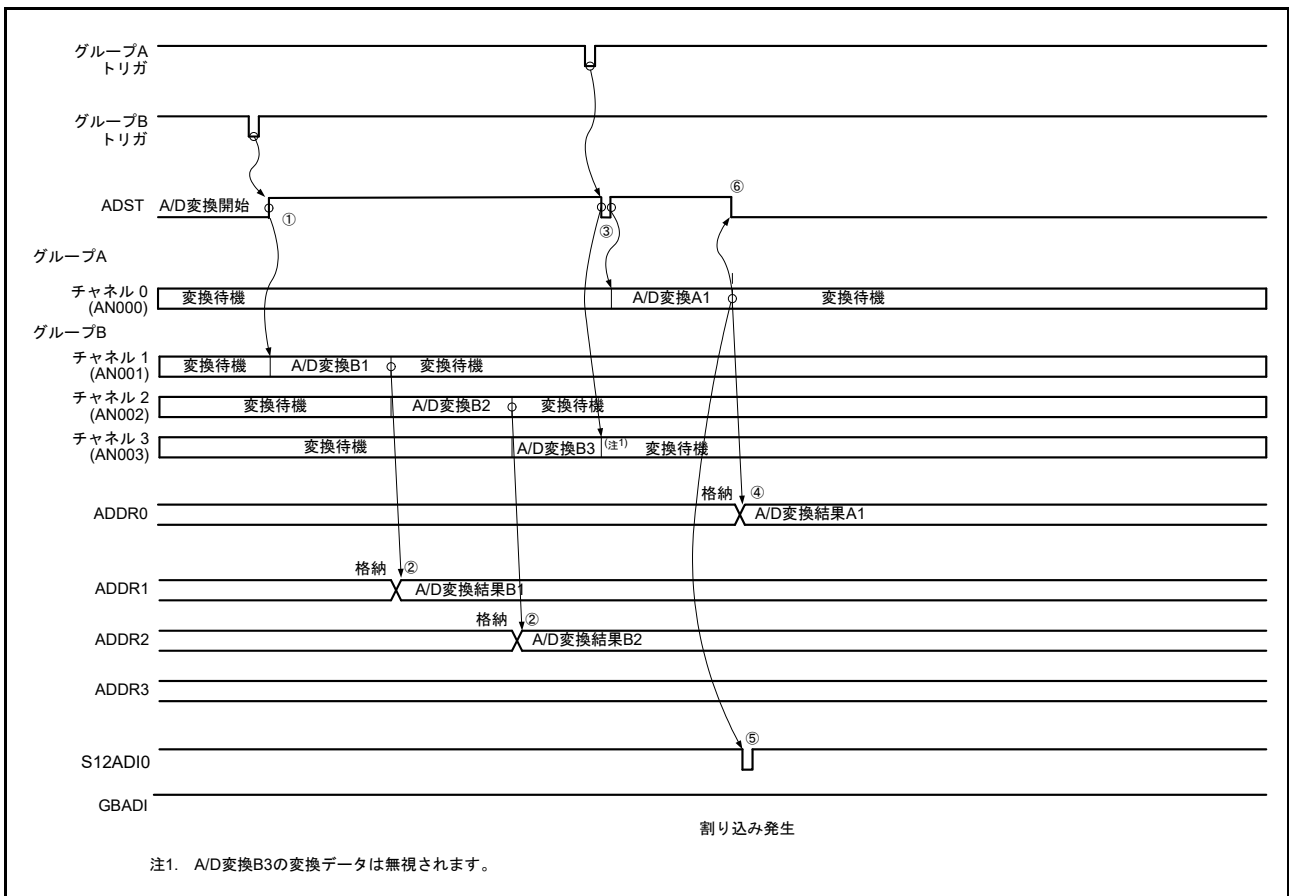 グループA
トリガ
グループB
トリガ
ADST A/D変換開始 ① ③ ⑥
グループA
チャネル 0
(AN000)
変換待機 A/D変換A1 変換待機
グループB
チャネル 1
(AN001)
変換待機 A/D変換B1 変換待機
チャネル 2
(AN002)
変換待機 A/D変換B2 変換待機
チャネル 3
(AN003)
変換待機 A/D変換B3 (注1) 変換待機
格納 ④
ADDR0 A/D変換結果A1
格納 ②
ADDR1 A/D変換結果B1
格納 ②
ADDR2 A/D変換結果B2
ADDR3
S12ADI0 ⑤
GBADI
割り込み発生
注1. A/D変換B3の変換データは無視されます。